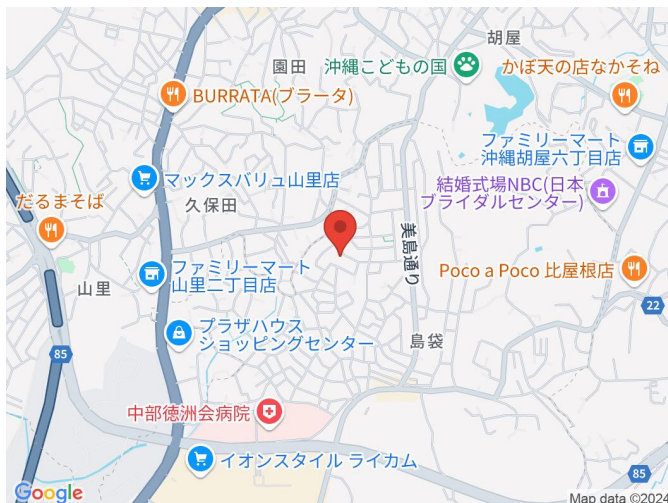 胡屋
園田
沖縄こどもの国
かぼ天の店なかそね
BURRATA(ブラータ)
ファミリーマート
沖縄胡屋六丁目店
マックスバリュ山里店
結婚式場NBC(日本
ブライダルセンター)
だるまそば
久保田
美島通り
ファミリーマート
山里二丁目店
Poco a Poco 比屋根店
山里
22
プラザハウス
ショッピングセンター
島袋
85
中部徳洲会病院
イオンスタイル ライカム
85
Google
Map data ©2024